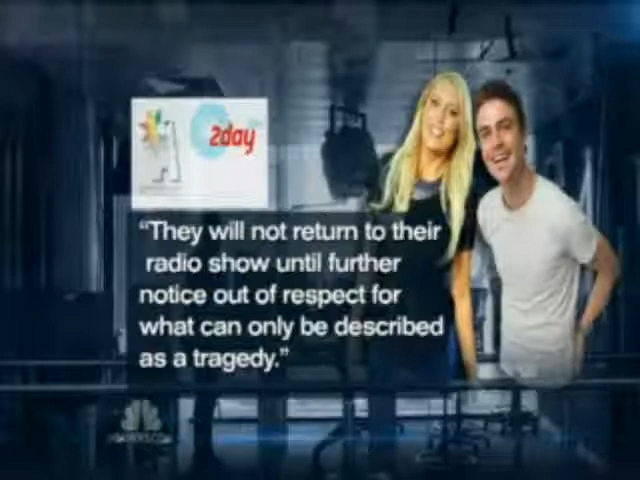 2day
"They will not return to their
radio show until further
notice out of respect for
what can only be described
as a tragedy."